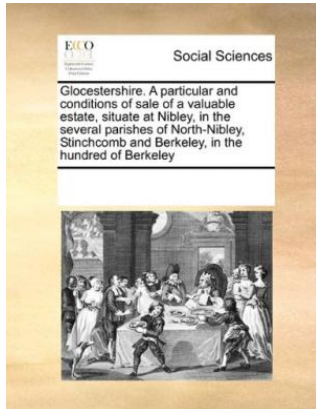 ECCO
Social Sciences
Glocestershire. A particular and
conditions of sale of a valuable
estate, situate at Nibley, in the
several parishes of North-Nibley,
Stinchcomb and Berkeley, in the
hundred of Berkeley